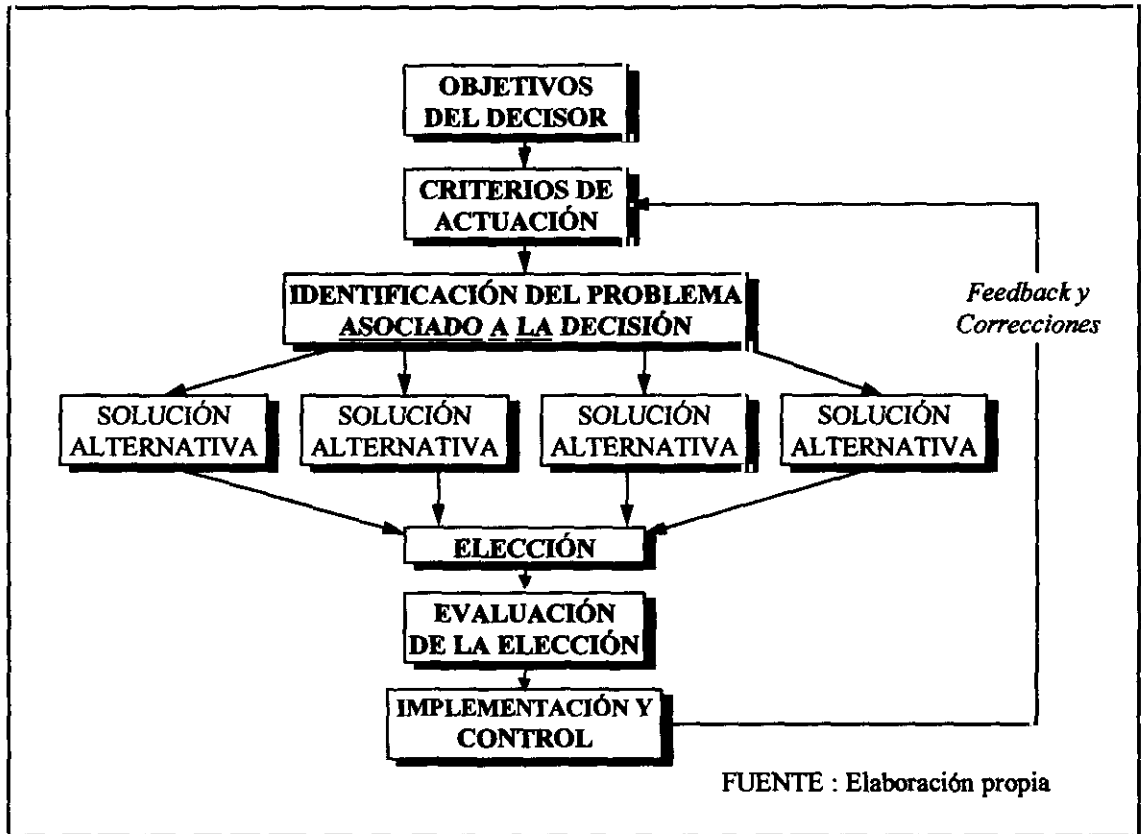 OBJETIVOS
DEL DECISOR
CRITERIOS DE
ACTUACIÓN
IDENTIFICACIÓN DEL PROBLEMA
ASOCIADO A LA DECISIÓN
Feedback y
Correcciones
SOLUCIÓN
ALTERNATIVA
SOLUCIÓN
ALTERNATIVA
SOLUCIÓN
ALTERNATIVA
SOLUCIÓN
ALTERNATIVA
ELECCIÓN
EVALUACIÓN
DE LA ELECCIÓN
IMPLEMENTACIÓN Y
CONTROL
FUENTE : Elaboración propia